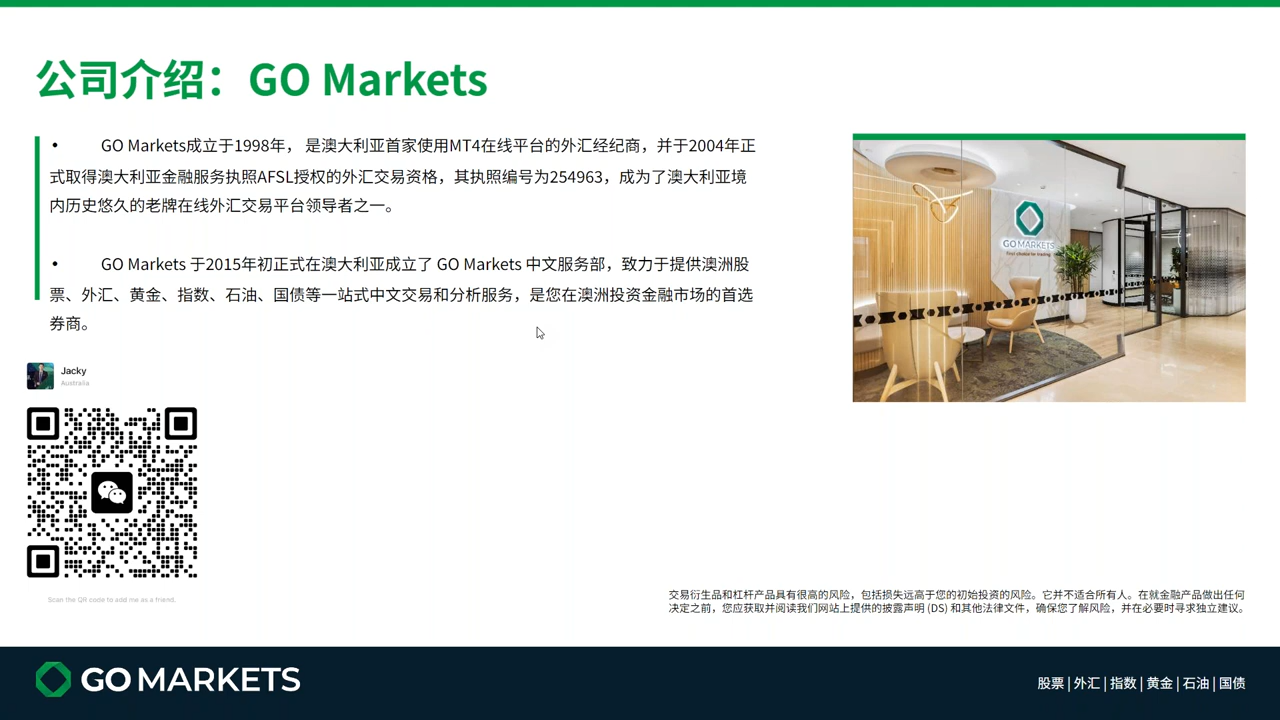 公司介绍：GO Markets
• GO Markets成立于1998年， 是澳大利亚首家使用MT4在线平台的外汇经纪商，并于2004年正
式取得澳大利亚金融服务执照AFSL授权的外汇交易资格，其执照编号为254963，成为了澳大利亚境
内历史悠久的老牌在线外汇交易平台领导者之一。
• GO Markets 于2015年初正式在澳大利亚成立了 GO Markets 中文服务部，致力于提供澳洲股
票、外汇、黄金、指数、石油、国债等一站式中文交易和分析服务，是您在澳洲投资金融市场的首选
券商。
GO MARKETS
First choice for trading
Jacky
Australia
Scan the QR code to add me as a friend.
交易衍生品和杠杆产品具有很高的风险，包括损失远高于您的初始投资的风险。它并不适合所有人。在就金融产品做出任何
决定之前，您应获取并阅读我们网站上提供的披露声明 (DS) 和其他法律文件，确保您了解风险，并在必要时寻求独立建议。
GO MARKETS
股票 | 外汇 | 指数 | 黄金 | 石油 | 国债